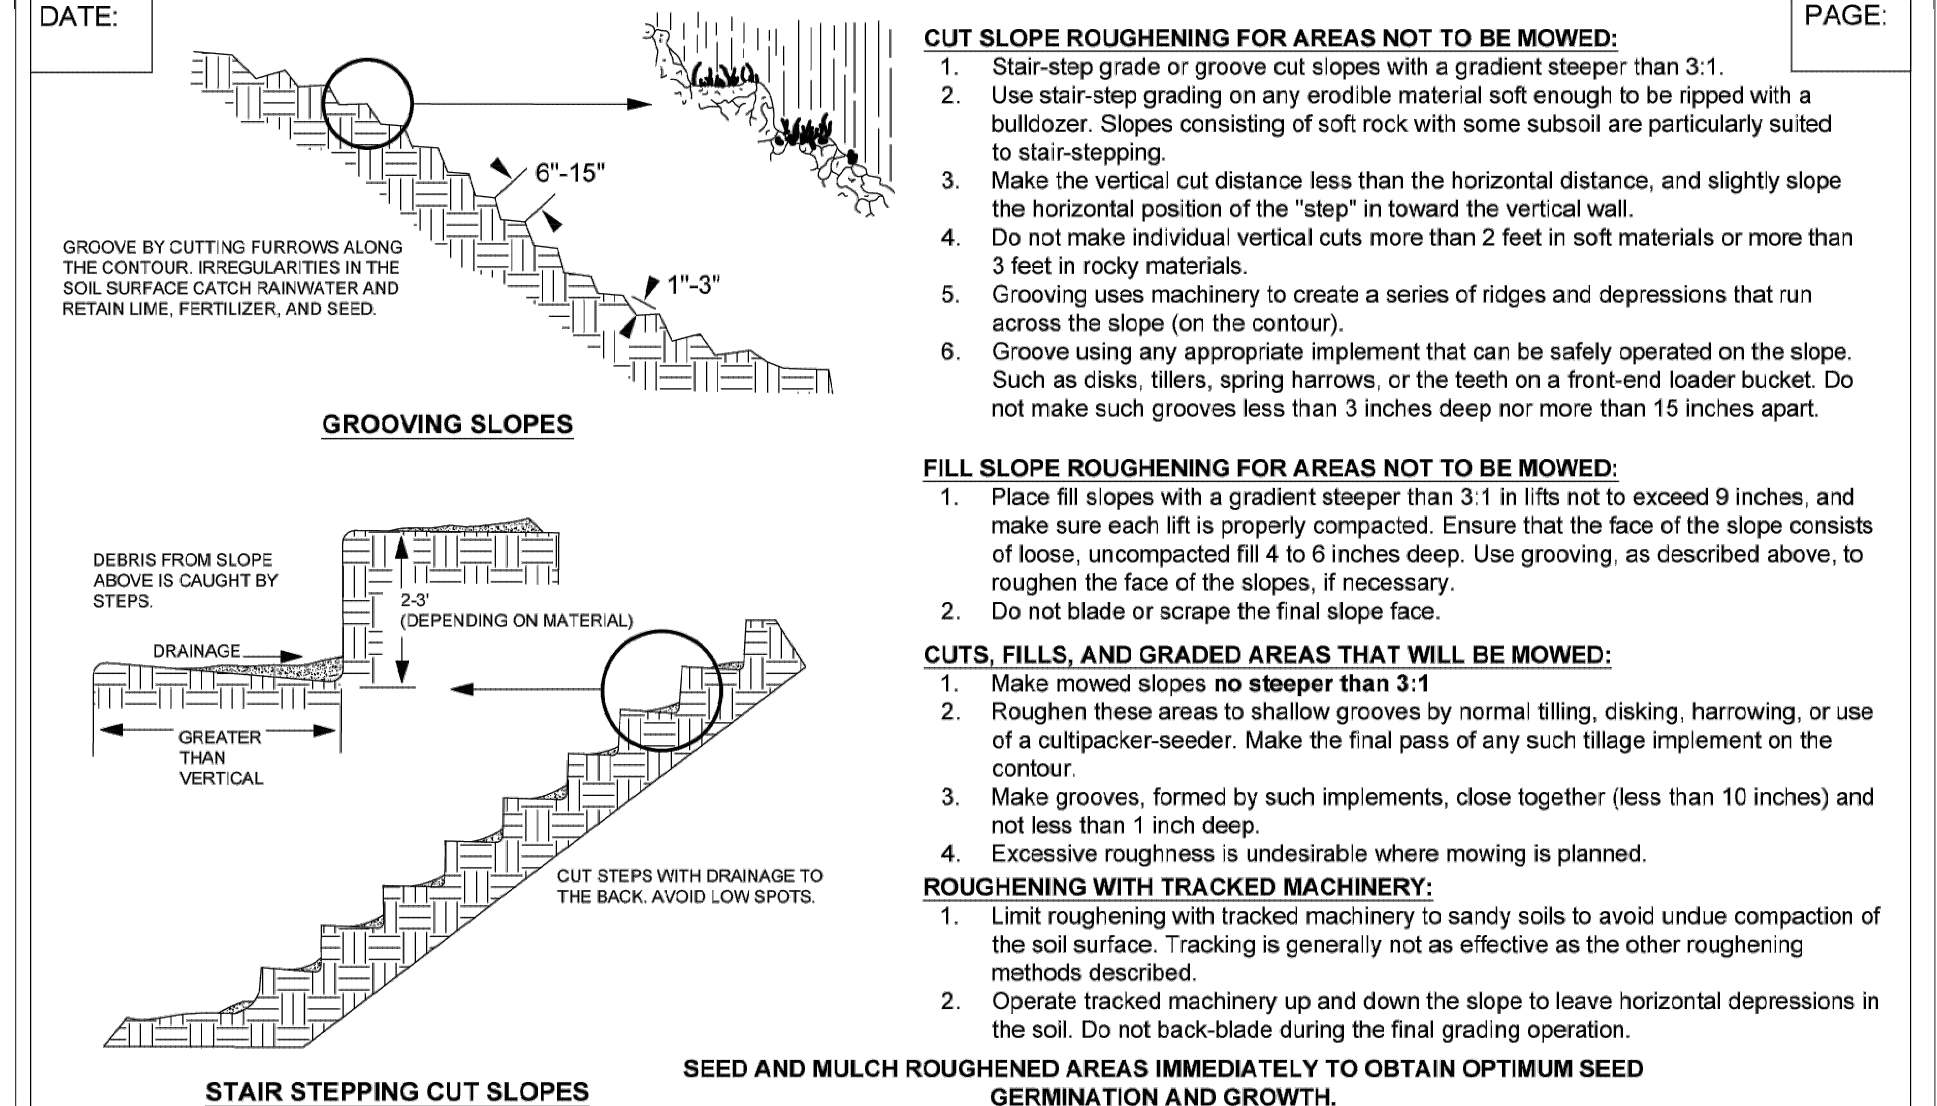 DATE:
PAGE:
6"-15"
GROOVE BY CUTTING FURROWS ALONG
THE CONTOUR. IRREGULARITIES IN THE
SOIL SURFACE CATCH RAINWATER AND
RETAIN LIME, FERTILIZER, AND SEED.
1"-3"
GROOVING SLOPES
DEBRIS FROM SLOPE
ABOVE IS CAUGHT BY
STEPS.
2-3'
(DEPENDING ON MATERIAL)
DRAINAGE
GREATER
THAN
VERTICAL
CUT STEPS WITH DRAINAGE TO
THE BACK. AVOID LOW SPOTS.
STAIR STEPPING CUT SLOPES
CUT SLOPE ROUGHENING FOR AREAS NOT TO BE MOWED:
1. Stair-step grade or groove cut slopes with a gradient steeper than 3:1.
2. Use stair-step grading on any erodible material soft enough to be ripped with a
bulldozer. Slopes consisting of soft rock with some subsoil are particularly suited
to stair-stepping.
3. Make the vertical cut distance less than the horizontal distance, and slightly slope
the horizontal position of the "step" in toward the vertical wall.
4. Do not make individual vertical cuts more than 2 feet in soft materials or more than
3 feet in rocky materials.
5. Grooving uses machinery to create a series of ridges and depressions that run
across the slope (on the contour).
6. Groove using any appropriate implement that can be safely operated on the slope.
Such as disks, tillers, spring harrows, or the teeth on a front-end loader bucket. Do
not make such grooves less than 3 inches deep nor more than 15 inches apart.
FILL SLOPE ROUGHENING FOR AREAS NOT TO BE MOWED:
1. Place fill slopes with a gradient steeper than 3:1 in lifts not to exceed 9 inches, and
make sure each lift is properly compacted. Ensure that the face of the slope consists
of loose, uncompacted fill 4 to 6 inches deep. Use grooving, as described above, to
roughen the face of the slopes, if necessary.
2. Do not blade or scrape the final slope face.
CUTS, FILLS, AND GRADED AREAS THAT WILL BE MOWED:
1. Make mowed slopes no steeper than 3:1
2. Roughen these areas to shallow grooves by normal tilling, disking, harrowing, or use
of a cultipacker-seeder. Make the final pass of any such tillage implement on the
contour.
3. Make grooves, formed by such implements, close together (less than 10 inches) and
not less than 1 inch deep.
4. Excessive roughness is undesirable where mowing is planned.
ROUGHENING WITH TRACKED MACHINERY:
1. Limit roughening with tracked machinery to sandy soils to avoid undue compaction of
the soil surface. Tracking is generally not as effective as the other roughening
methods described.
2. Operate tracked machinery up and down the slope to leave horizontal depressions in
the soil. Do not back-blade during the final grading operation.
SEED AND MULCH ROUGHENED AREAS IMMEDIATELY TO OBTAIN OPTIMUM SEED
GERMINATION AND GROWTH.